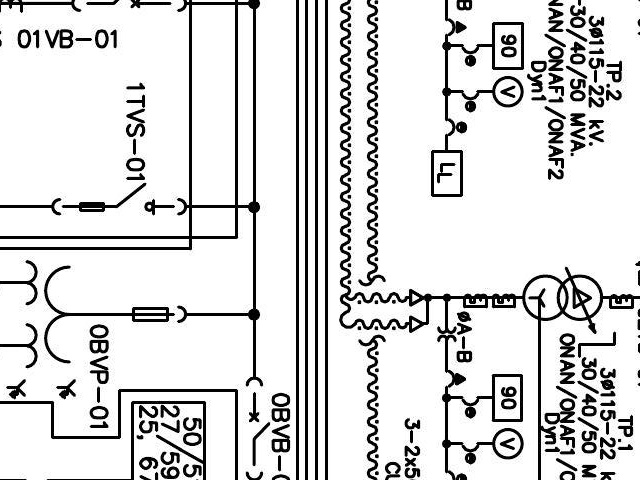 01VB-01
1TVS-01
90
V
LL
TP.2
3ø115-22 kV.
30/40/50 MVA.
ONAN/ONAF1/ONAF2
Dyn1
øA-B
90
V
TP.1
3ø115-22
30/40/50
ONAN/ONAF1/
Dyn1
0BVP-01
0BVB-
50/5
27/59
25, 6
3-2x5